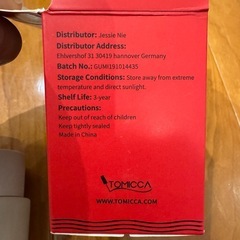 Distributor: Jessie Nie
Distributor Address:
Ehlvershof 31 30419 hannover Germany
Batch No.: GUMI191014435
Storage Conditions: Store away from extreme
temperature and direct sunlight.
Shelf Life: 3-year
Precautions:
Keep out of reach of children
Keep tightly sealed
Made in China
TOMICCA
WWW.TOMICCA.COM